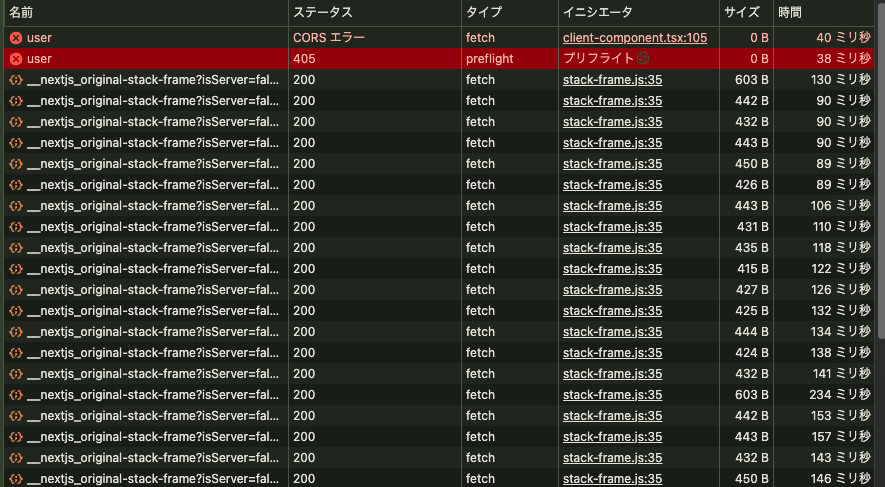 名前 ステータス タイプ イニシエータ サイズ 時間
user CORS エラー fetch client-component.tsx:105 0 B 40 ミリ秒
user 405 preflight プリフライト 0 B 38 ミリ秒
__nextjs_original-stack-frame?isServer=fal... 200 fetch stack-frame.js:35 603 B 130 ミリ秒
__nextjs_original-stack-frame?isServer=fal... 200 fetch stack-frame.js:35 442 B 90 ミリ秒
__nextjs_original-stack-frame?isServer=fal... 200 fetch stack-frame.js:35 432 B 90 ミリ秒
__nextjs_original-stack-frame?isServer=fal... 200 fetch stack-frame.js:35 443 B 90 ミリ秒
__nextjs_original-stack-frame?isServer=fal... 200 fetch stack-frame.js:35 450 B 89 ミリ秒
__nextjs_original-stack-frame?isServer=fal... 200 fetch stack-frame.js:35 426 B 89 ミリ秒
__nextjs_original-stack-frame?isServer=fal... 200 fetch stack-frame.js:35 443 B 106 ミリ秒
__nextjs_original-stack-frame?isServer=fal... 200 fetch stack-frame.js:35 431 B 110 ミリ秒
__nextjs_original-stack-frame?isServer=fal... 200 fetch stack-frame.js:35 435 B 118 ミリ秒
__nextjs_original-stack-frame?isServer=fal... 200 fetch stack-frame.js:35 415 B 122 ミリ秒
__nextjs_original-stack-frame?isServer=fal... 200 fetch stack-frame.js:35 427 B 126 ミリ秒
__nextjs_original-stack-frame?isServer=fal... 200 fetch stack-frame.js:35 425 B 132 ミリ秒
__nextjs_original-stack-frame?isServer=fal... 200 fetch stack-frame.js:35 444 B 134 ミリ秒
__nextjs_original-stack-frame?isServer=fal... 200 fetch stack-frame.js:35 424 B 138 ミリ秒
__nextjs_original-stack-frame?isServer=fal... 200 fetch stack-frame.js:35 432 B 141 ミリ秒
__nextjs_original-stack-frame?isServer=fal... 200 fetch stack-frame.js:35 603 B 234 ミリ秒
__nextjs_original-stack-frame?isServer=fal... 200 fetch stack-frame.js:35 442 B 153 ミリ秒
__nextjs_original-stack-frame?isServer=fal... 200 fetch stack-frame.js:35 443 B 157 ミリ秒
__nextjs_original-stack-frame?isServer=fal... 200 fetch stack-frame.js:35 432 B 143 ミリ秒
__nextjs_original-stack-frame?isServer=fal... 200 fetch stack-frame.js:35 450 B 146 ミリ秒